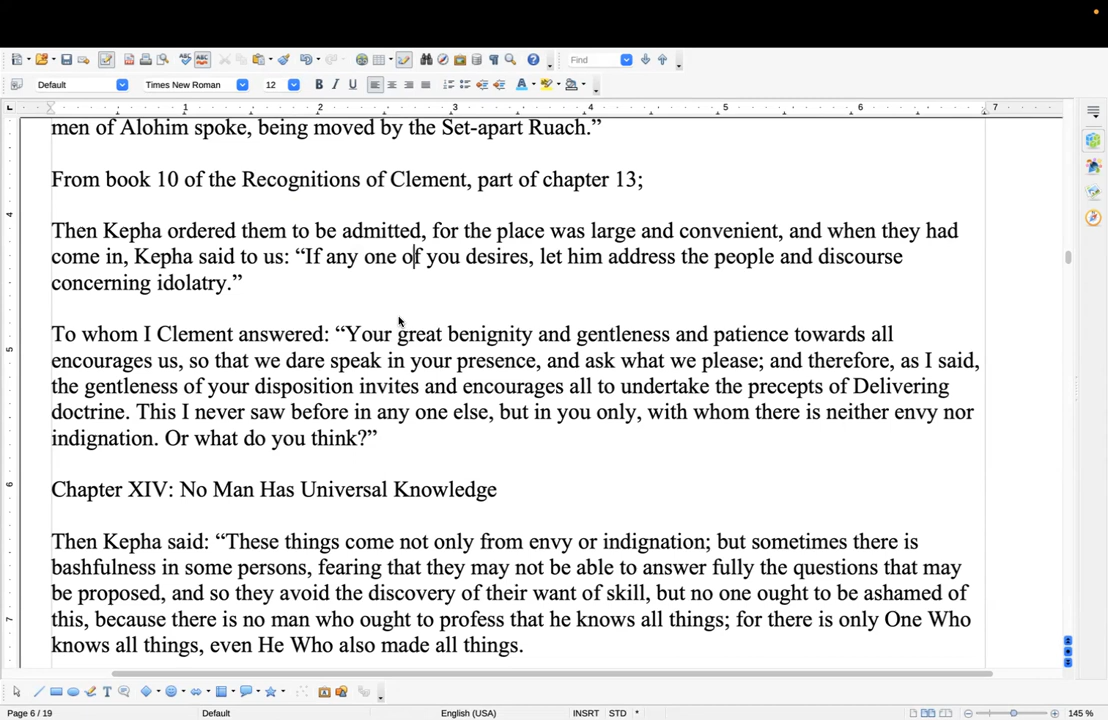 Find
Default
Times New Roman
12
1
2
3
4
5
6
7
men of Alohim spoke, being moved by the Set-apart Ruach.”
From book 10 of the Recognitions of Clement, part of chapter 13;
Then Kepha ordered them to be admitted, for the place was large and convenient, and when they had
come in, Kepha said to us: “If any one of you desires, let him address the people and discourse
concerning idolatry.”
To whom I Clement answered: “Your great benignity and gentleness and patience towards all
encourages us, so that we dare speak in your presence, and ask what we please; and therefore, as I said,
the gentleness of your disposition invites and encourages all to undertake the precepts of Delivering
doctrine. This I never saw before in any one else, but in you only, with whom there is neither envy nor
indignation. Or what do you think?”
Chapter XIV: No Man Has Universal Knowledge
Then Kepha said: “These things come not only from envy or indignation; but sometimes there is
bashfulness in some persons, fearing that they may not be able to answer fully the questions that may
be proposed, and so they avoid the discovery of their want of skill, but no one ought to be ashamed of
this, because there is no man who ought to profess that he knows all things; for there is only One Who
knows all things, even He Who also made all things.
4
5
6
7
Page 6 / 19
Default
English (USA)
INSRT
STD
*
145 %